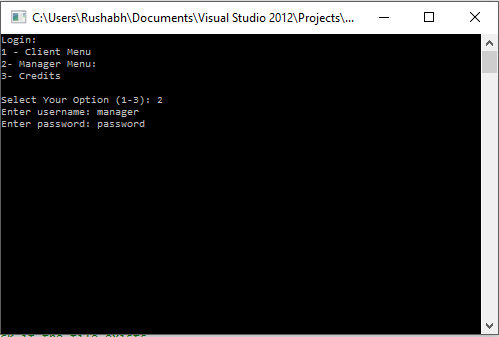 C:\Users\Rushabh\Documents\Visual Studio 2012\Projects\...
Login:
1 - Client Menu
2- Manager Menu:
3- Credits
Select Your Option (1-3): 2
Enter username: manager
Enter password: password